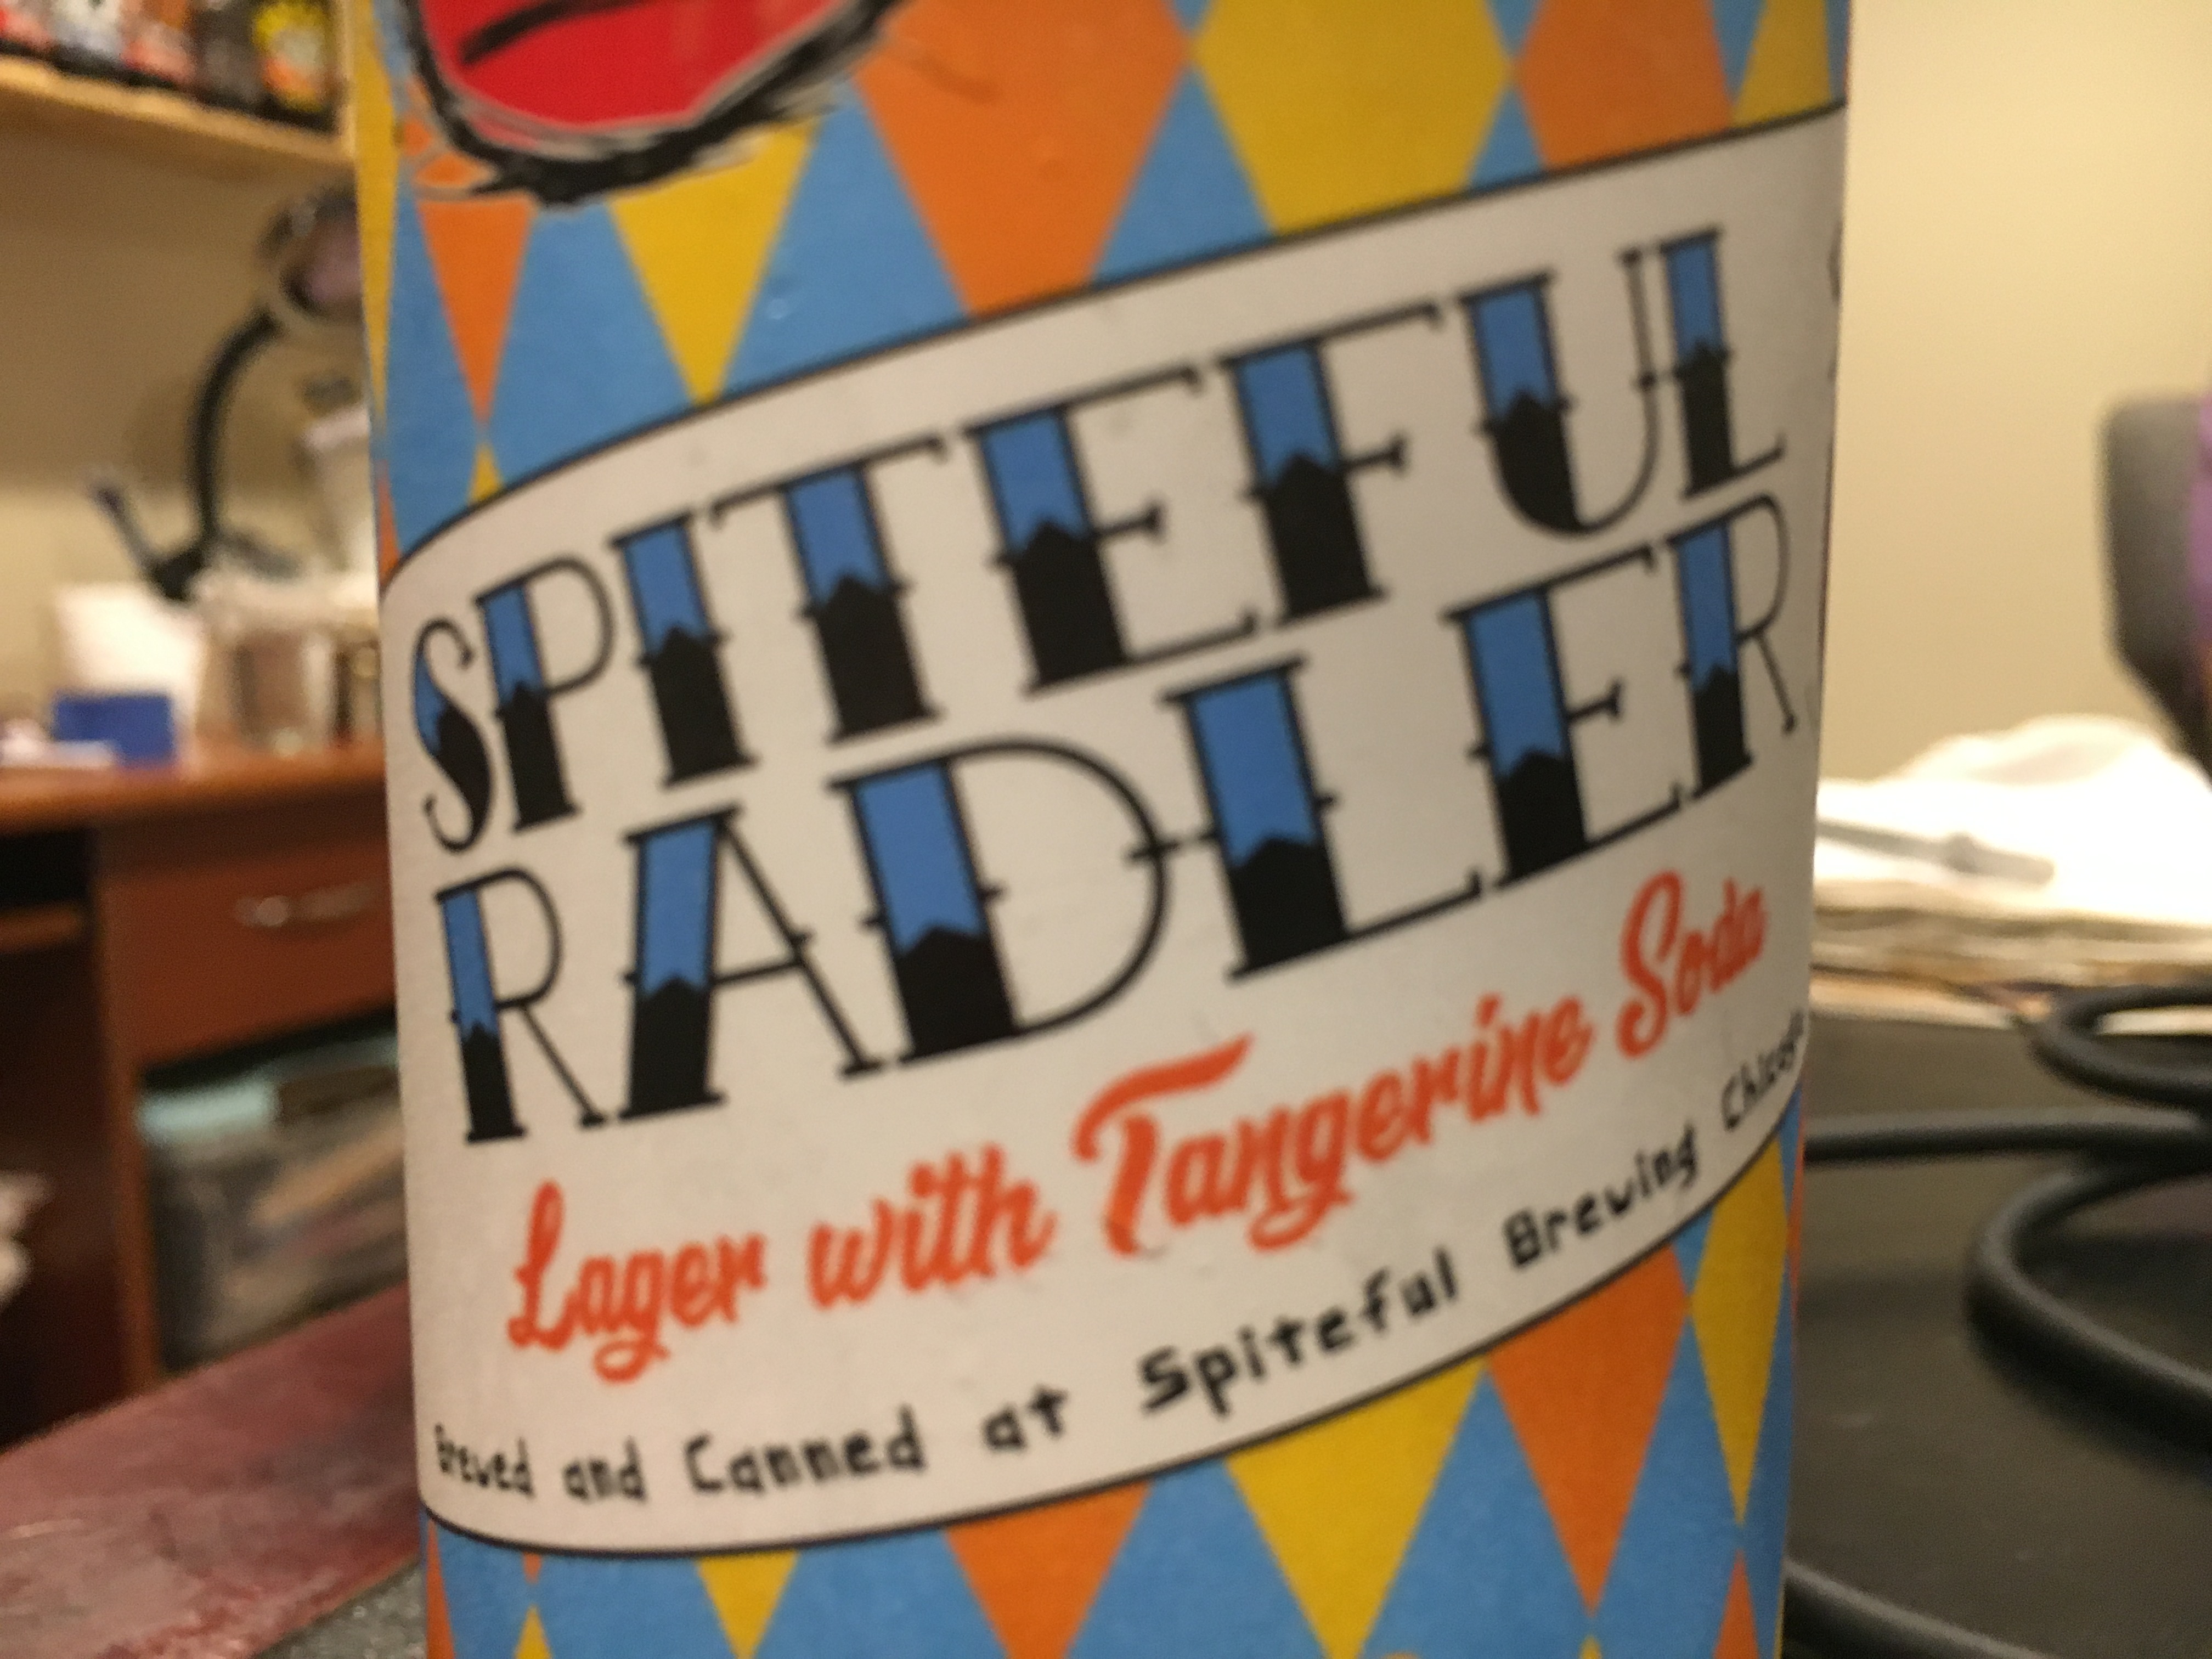 SPITEFUL
RADLER
Lager with Tangerine Soda
Brewed and Canned at Spiteful Brewing